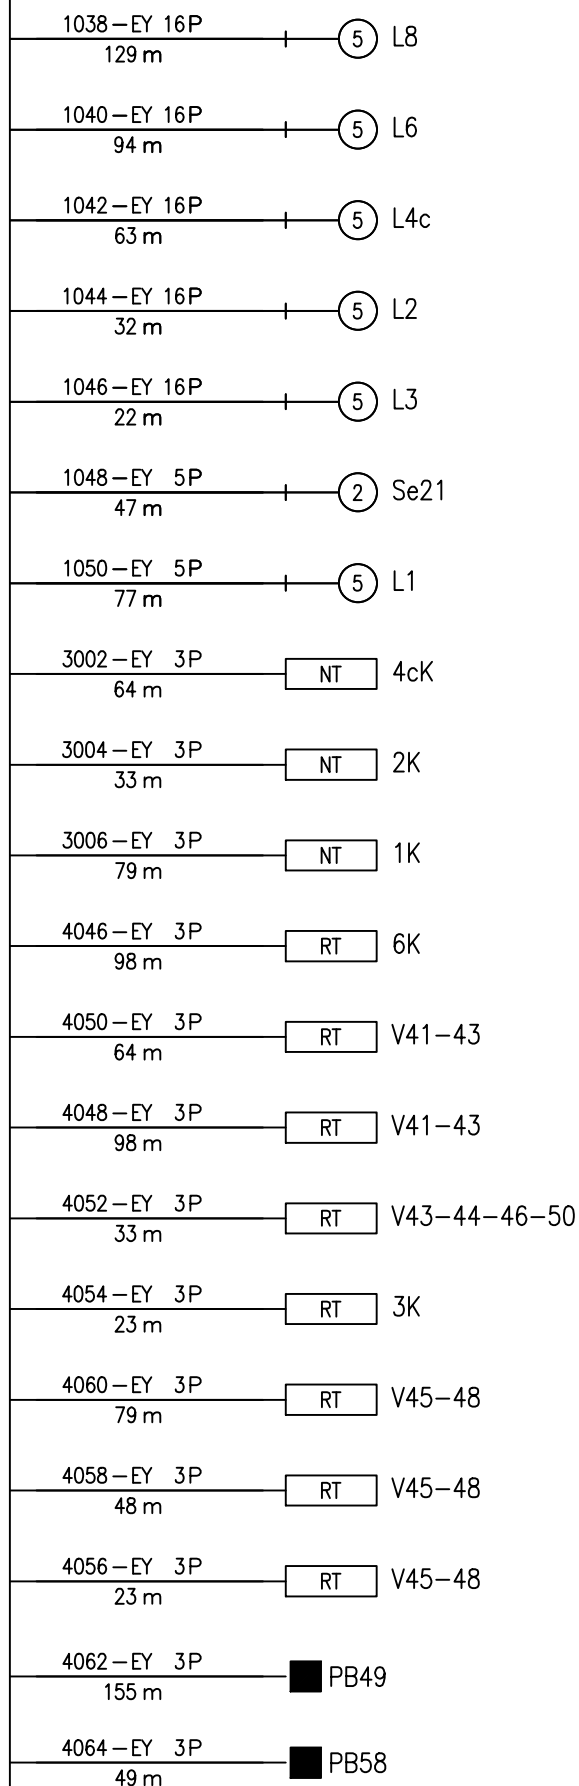 1038-EY 16P
129 m
5 L8
1040-EY 16P
94 m
5 L6
1042-EY 16P
63 m
5 L4c
1044-EY 16P
32 m
5 L2
1046-EY 16P
22 m
5 L3
1048-EY 5P
47 m
2 Se21
1050-EY 5P
77 m
5 L1
3002-EY 3P
64 m
NT 4cK
3004-EY 3P
33 m
NT 2K
3006-EY 3P
79 m
NT 1K
4046-EY 3P
98 m
RT 6K
4050-EY 3P
64 m
RT V41-43
4048-EY 3P
98 m
RT V41-43
4052-EY 3P
33 m
RT V43-44-46-50
4054-EY 3P
23 m
RT 3K
4060-EY 3P
79 m
RT V45-48
4058-EY 3P
48 m
RT V45-48
4056-EY 3P
23 m
RT V45-48
4062-EY 3P
155 m
PB49
4064-EY 3P
49 m
PB58